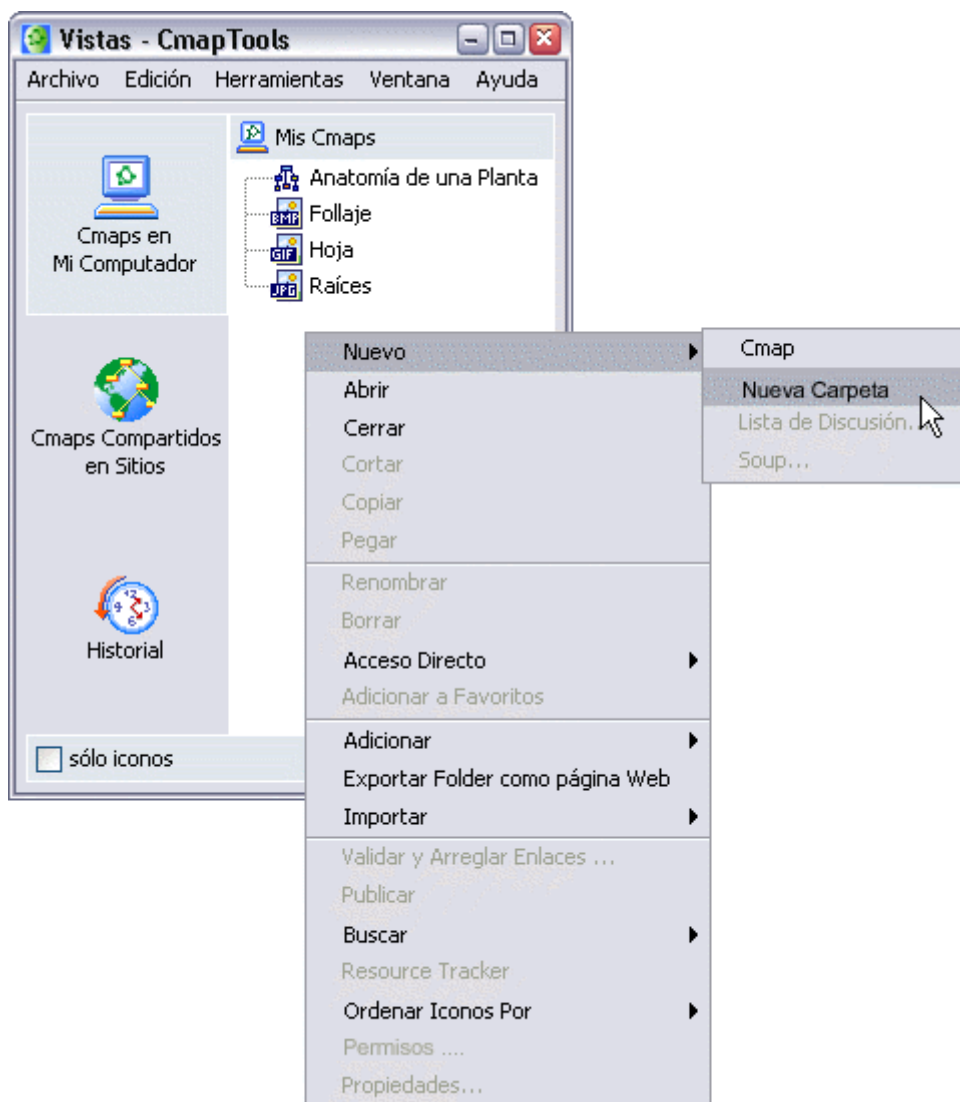 Vistas - CmapTools
Archivo Edición Herramientas Ventana Ayuda
Cmaps en
Mi Computador
Cmaps Compartidos
en Sitios
Historial
Mis Cmaps
Anatomía de una Planta
BMP Follaje
GIF Hoja
JPG Raíces
sólo iconos
Nuevo
Abrir
Cerrar
Cortar
Copiar
Pegar
Renombrar
Borrar
Acceso Directo
Adicionar a Favoritos
Adicionar
Exportar Folder como página Web
Importar
Validar y Arreglar Enlaces ...
Publicar
Buscar
Resource Tracker
Ordenar Iconos Por
Permisos ....
Propiedades...
Cmap
Nueva Carpeta
Lista de Discusión...
Soup...